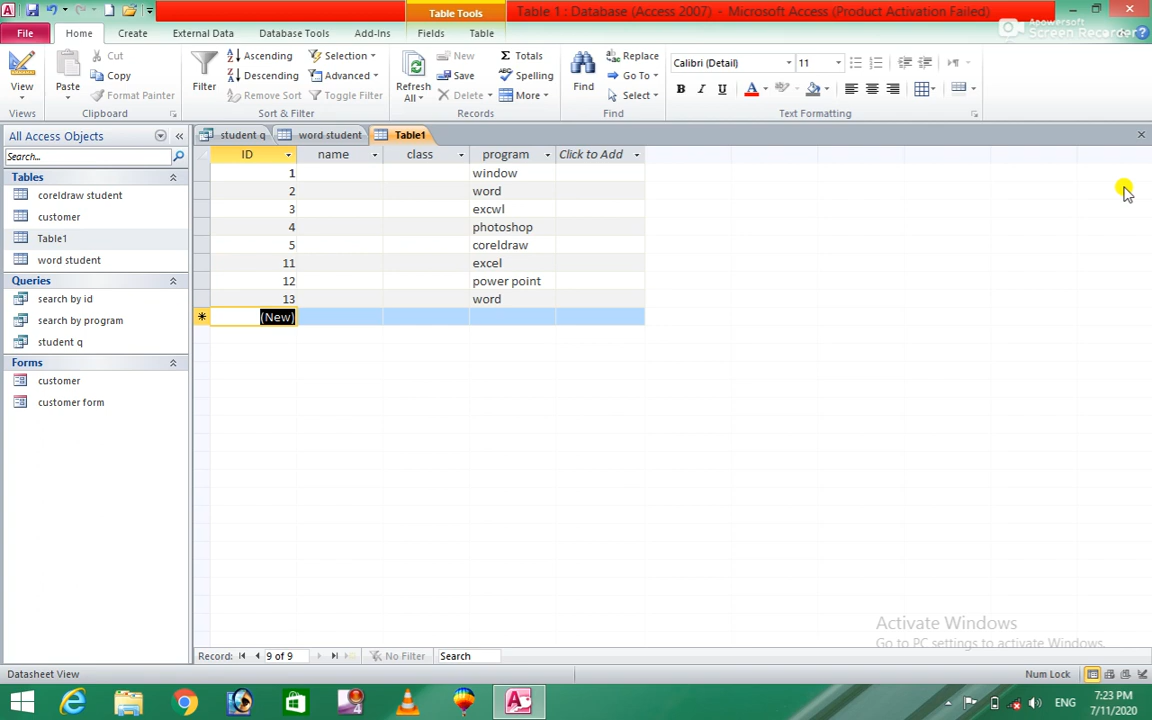 Table Tools
Table 1 : Database (Access 2007) - Microsoft Access (Product Activation Failed)
Apowersoft
Screen Recorder
File Home Create External Data Database Tools Add-Ins Fields Table
View
Views
Paste
Cut
Copy
Format Painter
Clipboard
Filter
Ascending
Descending
Remove Sort
Selection
Advanced
Toggle Filter
Sort & Filter
Refresh
All
New
Save
Delete
Totals
Spelling
More
Records
Find
Replace
Go To
Select
Find
Calibri (Detail) 11
B I U
A
Text Formatting
All Access Objects
Search...
Tables
coreldraw student
customer
Table1
word student
Queries
search by id
search by program
student q
Forms
customer
customer form
student q word student Table1
ID name class program Click to Add
1 window
2 word
3 excwl
4 photoshop
5 coreldraw
11 excel
12 power point
13 word
(New)
Activate Windows
Go to PC settings to activate Windows.
Record: 9 of 9 No Filter Search
Datasheet View
Num Lock
ENG
7:23 PM
7/11/2020